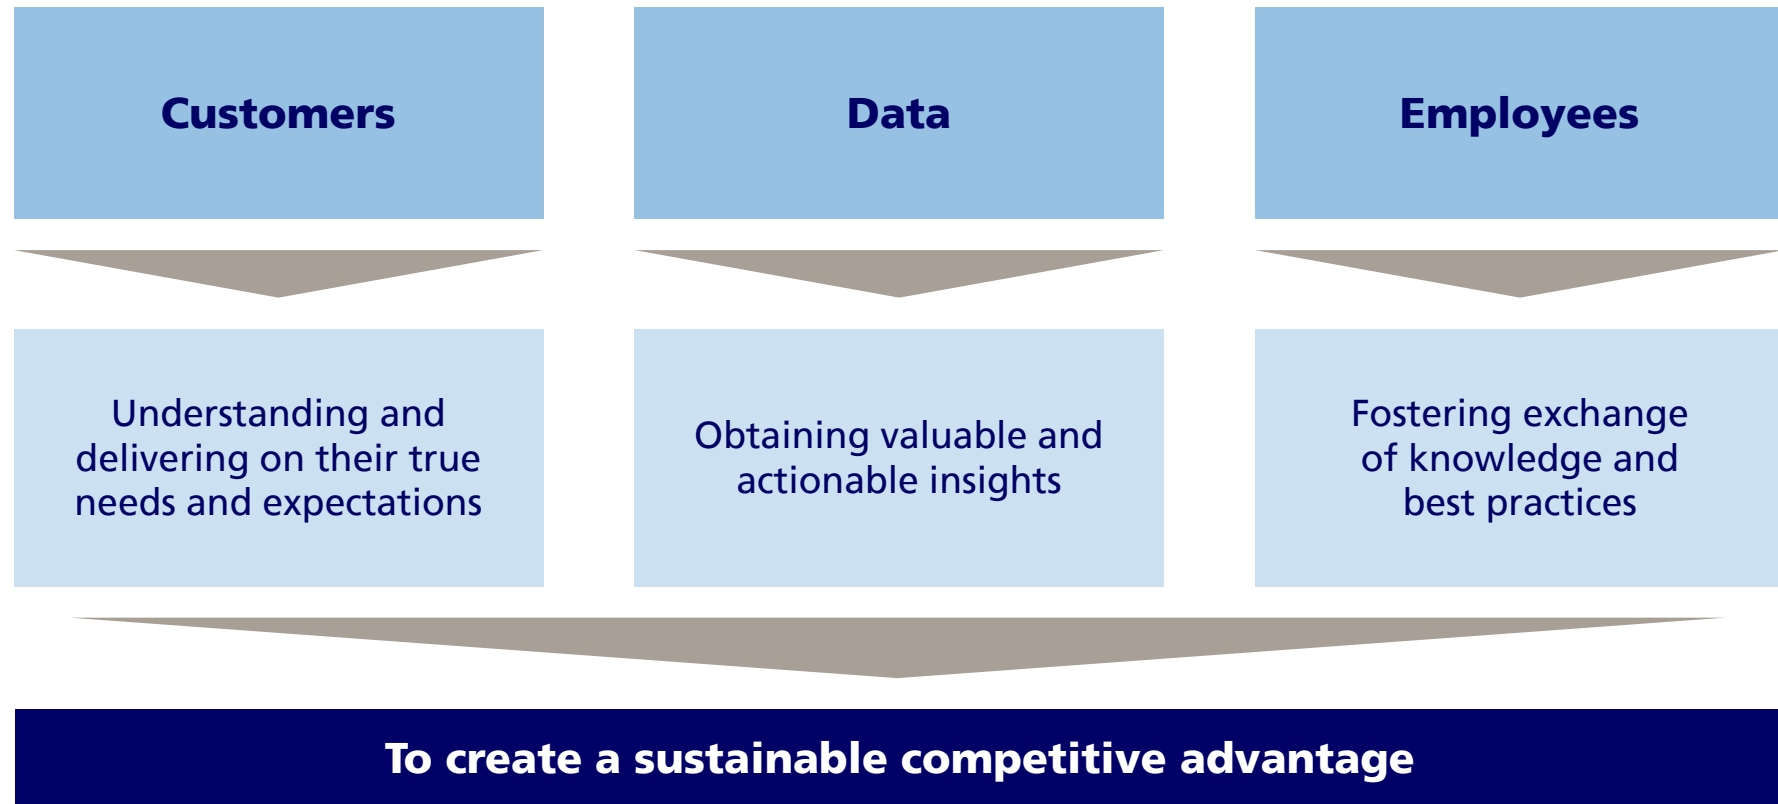 Customers
Data
Employees
Understanding and
delivering on their true
needs and expectations
Obtaining valuable and
actionable insights
Fostering exchange
of knowledge and
best practices
To create a sustainable competitive advantage